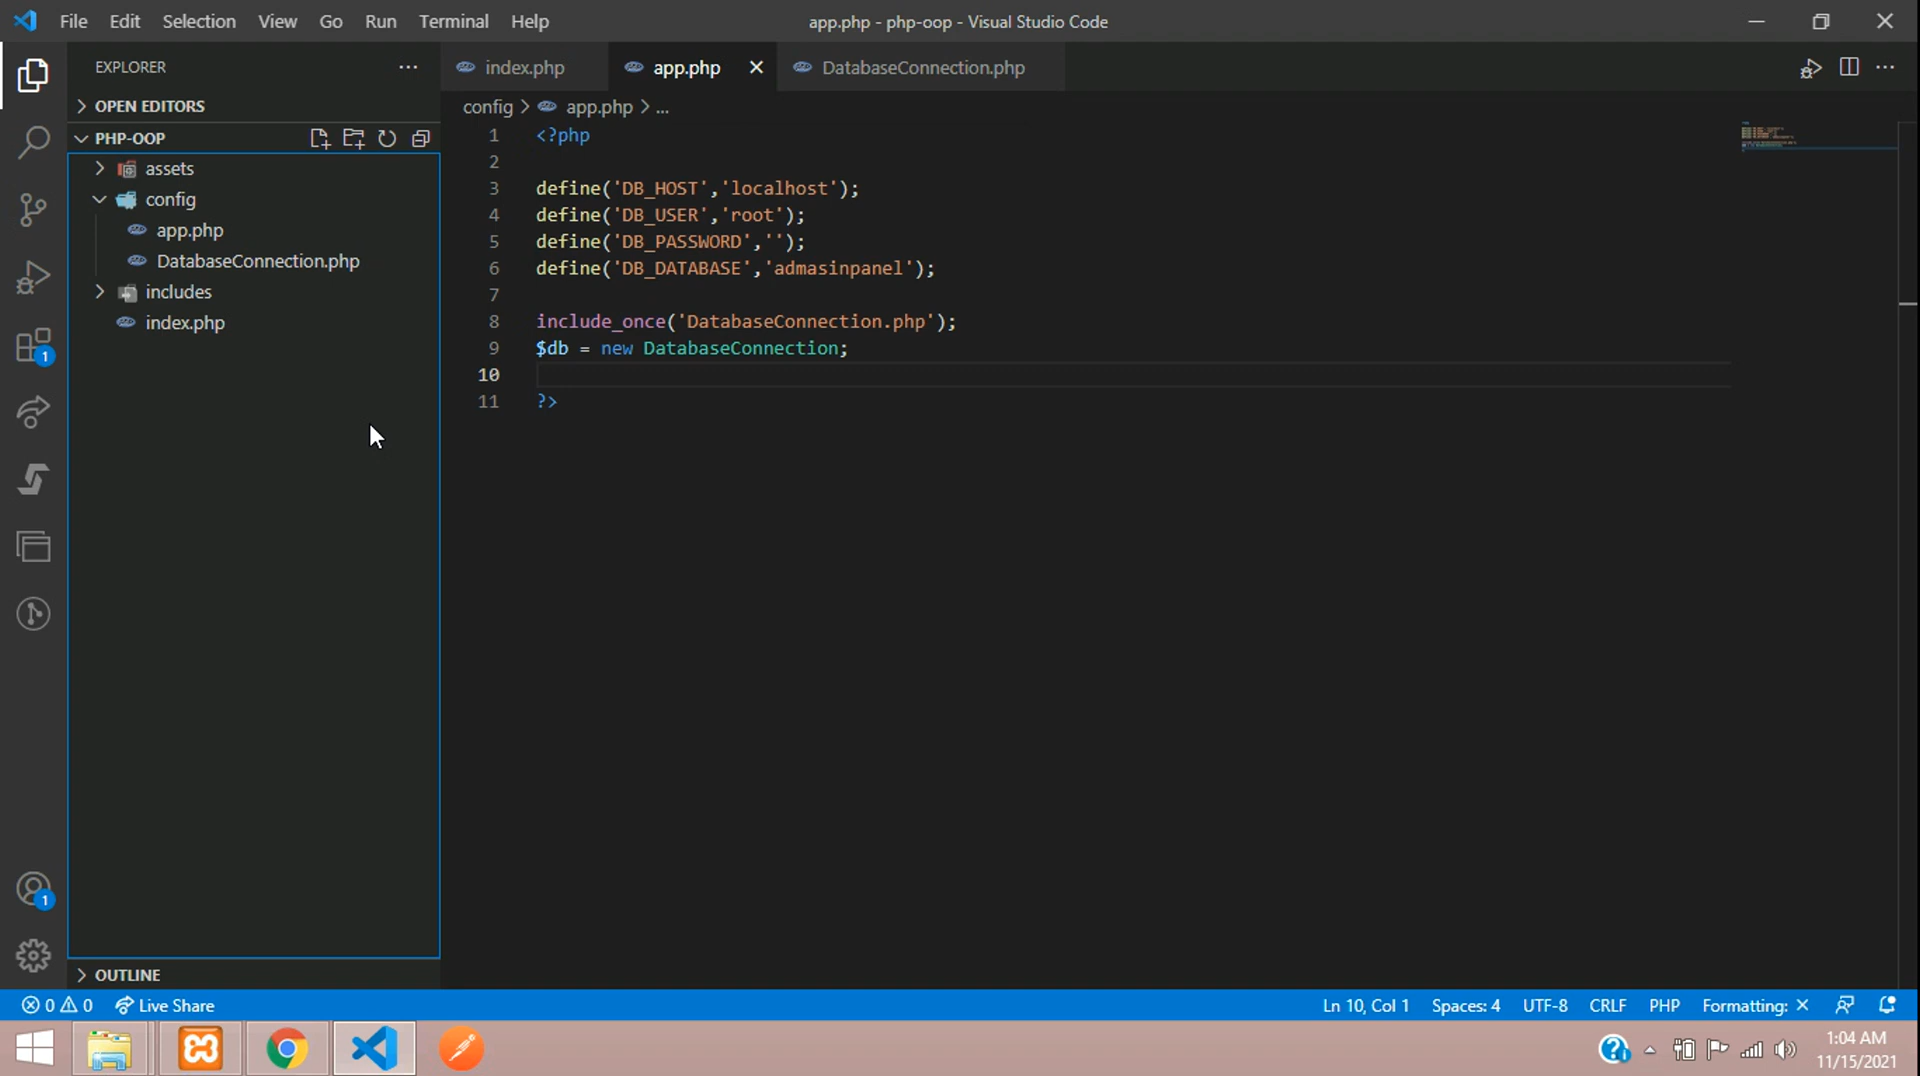 File Edit Selection View Go Run Terminal Help app.php - php-oop - Visual Studio Code
EXPLORER
index.php app.php DatabaseConnection.php
OPEN EDITORS
config > app.php > ...
PHP-OOP
assets
config
app.php
DatabaseConnection.php
includes
index.php
1 <?php
2
3 define('DB_HOST','localhost');
4 define('DB_USER','root');
5 define('DB_PASSWORD','');
6 define('DB_DATABASE','admasinpanel');
7
8 include_once('DatabaseConnection.php');
9 $db = new DatabaseConnection;
10
11 ?>
1
1
OUTLINE
0 0 Live Share Ln 10, Col 1 Spaces: 4 UTF-8 CRLF PHP Formatting: ×
1:04 AM
11/15/2021